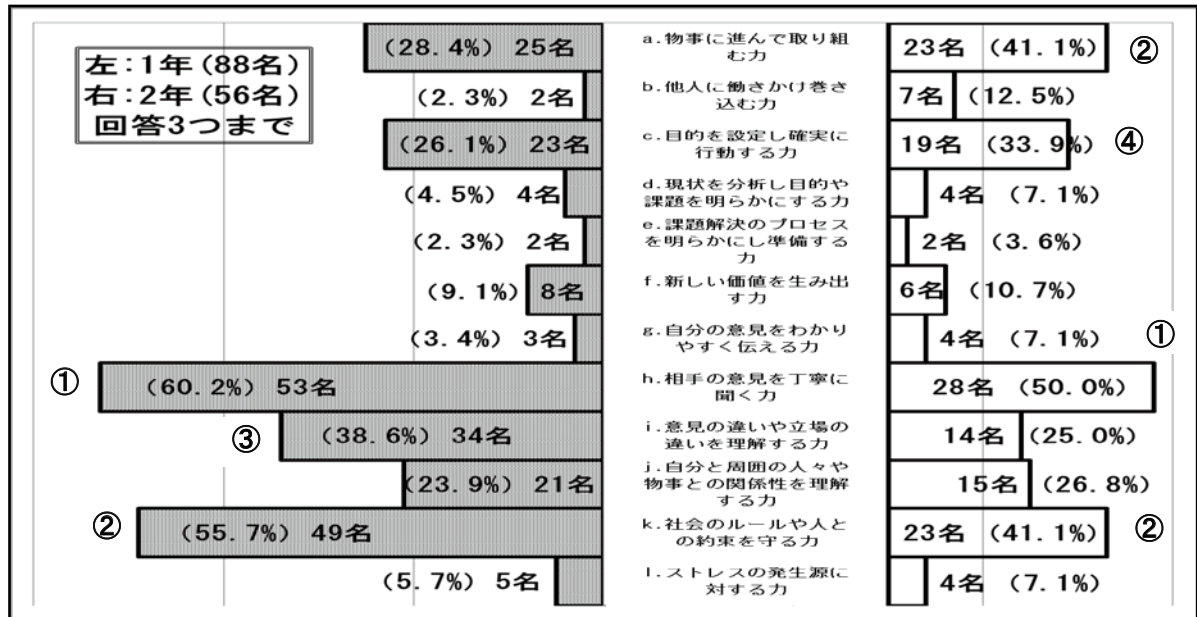 左:1年(88名)
右:2年(56名)
回答3つまで
(28.4%) 25名
a.物事に進んで取り組
む力
23名 (41.1%)
②
(2.3%) 2名
b.他人に働きかけ巻き
込む力
7名 (12.5%)
(26.1%) 23名
c.目的を設定し確実に
行動する力
19名 (33.9%)
④
(4.5%) 4名
d.現状を分析し目的や
課題を明らかにする力
4名 (7.1%)
(2.3%) 2名
e.課題解決のプロセス
を明らかにし準備する
力
2名 (3.6%)
(9.1%) 8名
f.新しい価値を生み出
す力
6名 (10.7%)
(3.4%) 3名
g.自分の意見をわかり
やすく伝える力
4名 (7.1%)
①
①
(60.2%) 53名
h.相手の意見を丁寧に
聞く力
28名 (50.0%)
③
(38.6%) 34名
i.意見の違いや立場の
違いを理解する力
14名 (25.0%)
(23.9%) 21名
j.自分と周囲の人々や
物事との関係性を理解
する力
15名 (26.8%)
②
(55.7%) 49名
k.社会のルールや人と
の約束を守る力
23名 (41.1%)
②
(5.7%) 5名
l.ストレスの発生源に
対する力
4名 (7.1%)